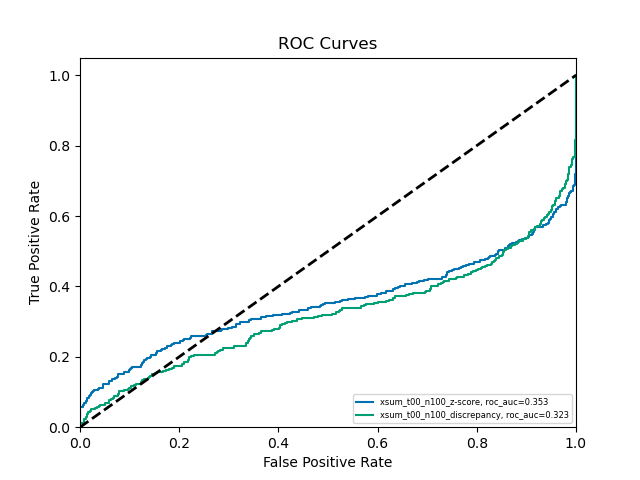 ROC Curves
True Positive Rate
1.0
0.8
0.6
0.4
0.2
0.0
0.0 0.2 0.4 0.6 0.8 1.0
False Positive Rate
xsum_t00_n100_z-score, roc_auc=0.353
xsum_t00_n100_discrepancy, roc_auc=0.323